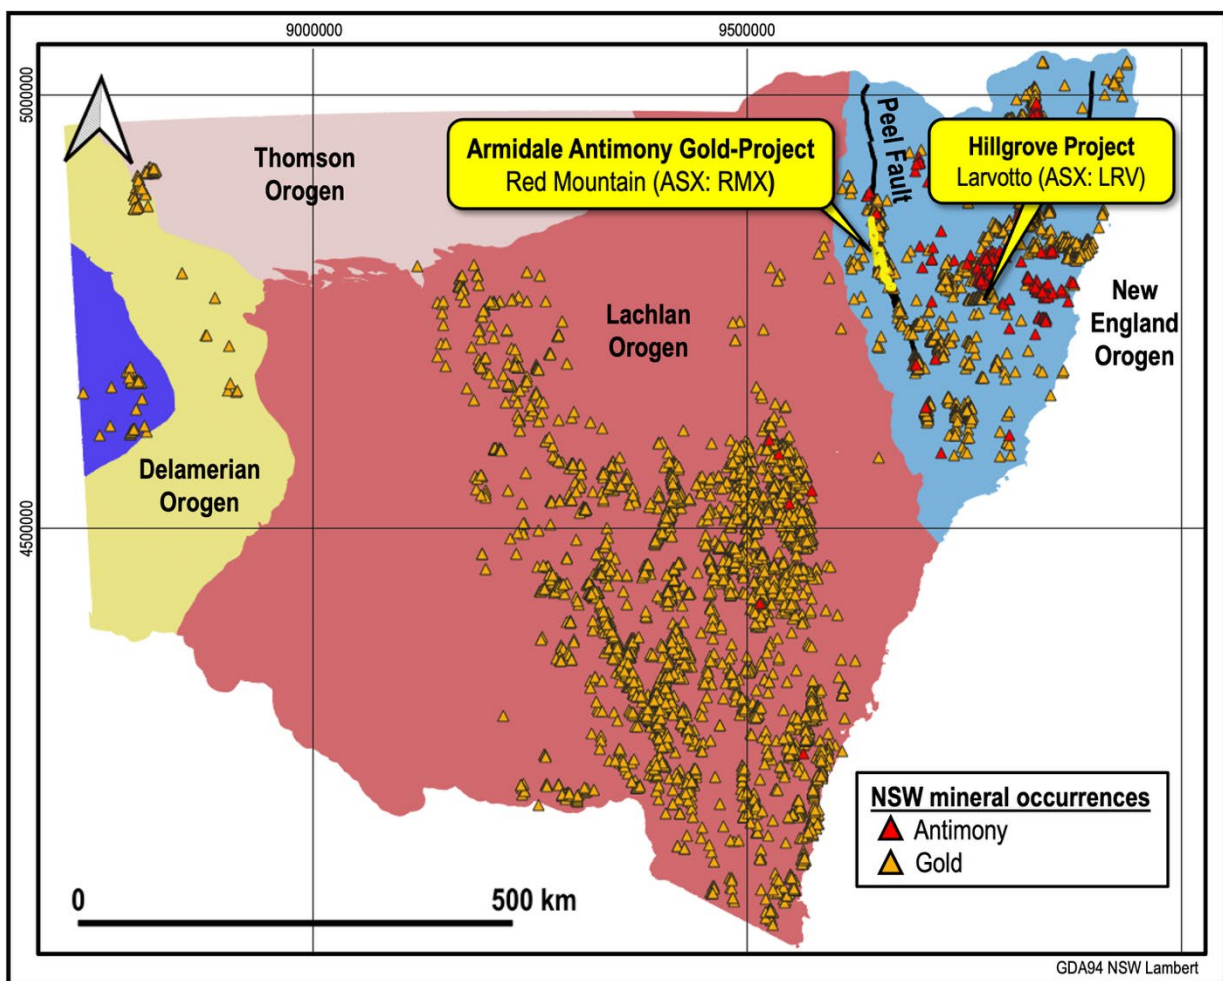 9000000
9500000
5000000
4500000
Thomson
Orogen
Armidale Antimony Gold-Project
Red Mountain (ASX: RMX)
Peel Fault
Hillgrove Project
Larvotto (ASX: LRV)
Lachlan
Orogen
New
England
Orogen
Delamerian
Orogen
NSW mineral occurrences
Antimony
Gold
0
500 km
GDA94 NSW Lambert